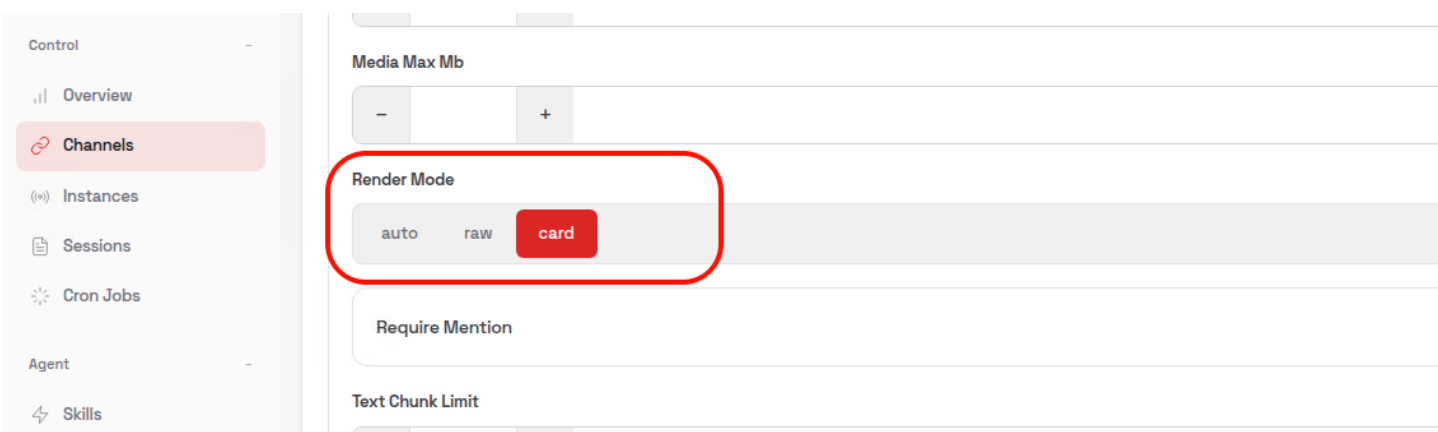 Control -
Overview
Channels
Instances
Sessions
Cron Jobs
Agent -
Skills
Media Max Mb
- +
Render Mode
auto raw card
Require Mention
Text Chunk Limit